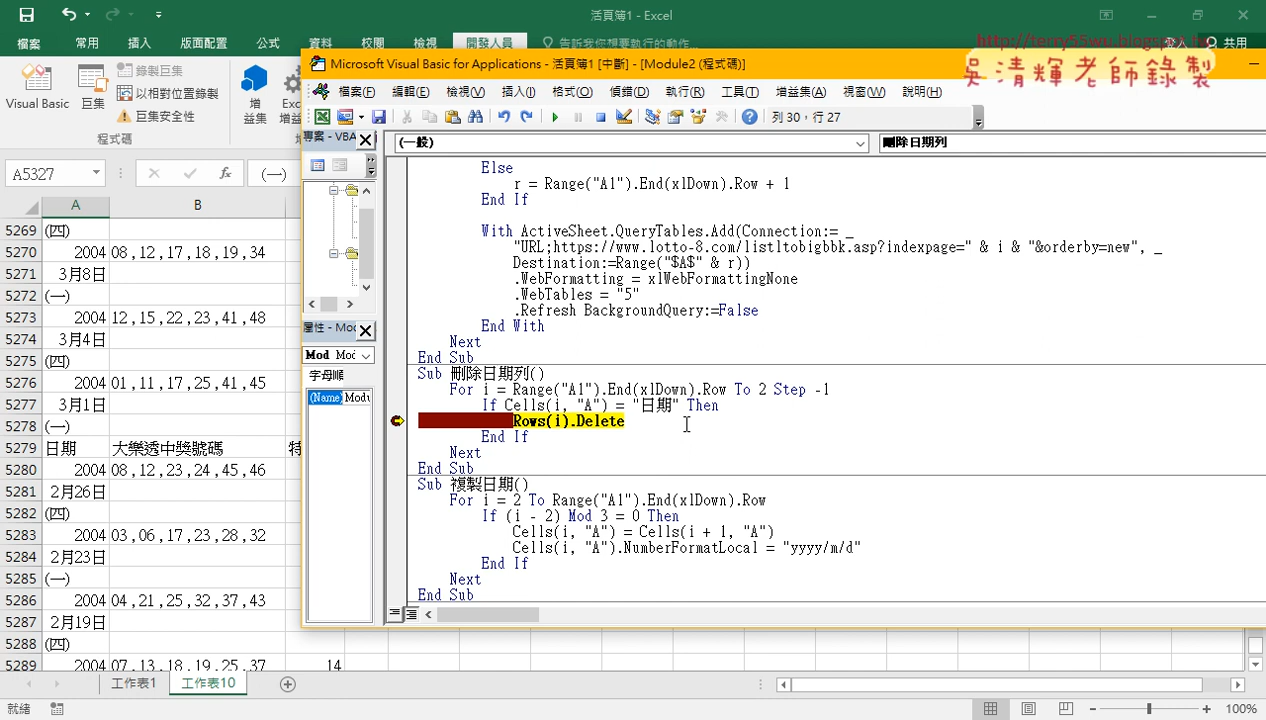 活頁簿1 - Excel
檔案 常用 插入 版面配置 公式 資料 校閱 檢視 開發人員 告訴我您想要執行的動作... 登入 共用
http://terry55wu.blogspot.tw
吳清輝老師錄製
Visual Basic 巨集 錄製巨集 以相對位置錄製 巨集安全性
增益集
程式碼
Microsoft Visual Basic for Applications - 活頁簿1 [中斷] - [Module2 (程式碼)]
檔案(F) 編輯(E) 檢視(V) 插入(I) 格式(O) 偵錯(D) 執行(R) 工具(T) 增益集(A) 視窗(W) 說明(H)
列 30，行 27
專案 - VBA
(一般) 刪除日期列
A5327 (一)
A B
5269 (四)
5270 2004 08,12,17,18,19,34
5271 3月8日
5272 (一)
5273 2004 12,15,22,23,41,48
5274 3月4日
5275 (四)
5276 2004 01,11,17,25,41,45
5277 3月1日
5278 (一)
5279 日期 大樂透中獎號碼 特
5280 2004 08,12,23,24,45,46
5281 2月26日
5282 (四)
5283 2004 03,06,17,23,28,32
5284 2月23日
5285 (一)
5286 2004 04,21,25,32,37,43
5287 2月19日
5288 (四)
5289 2004 07,13,18,19,25,37 14
屬性 - Mod
Mod Mod
字母順
(Name) Modu
Else
r = Range("A1").End(xlDown).Row + 1
End If
With ActiveSheet.QueryTables.Add(Connection:= _
"URL;https://www.lotto-8.com/listltobigbbk.asp?indexpage=" & i & "&orderby=new", _
Destination:=Range("$A$" & r))
.WebFormatting = xlWebFormattingNone
.WebTables = "5"
.Refresh BackgroundQuery:=False
End With
Next
End Sub
Sub 刪除日期列()
For i = Range("A1").End(xlDown).Row To 2 Step -1
If Cells(i, "A") = "日期" Then
Rows(i).Delete
End If
Next
End Sub
Sub 複製日期()
For i = 2 To Range("A1").End(xlDown).Row
If (i - 2) Mod 3 = 0 Then
Cells(i, "A") = Cells(i + 1, "A")
Cells(i, "A").NumberFormatLocal = "yyyy/m/d"
End If
Next
End Sub
工作表1 工作表10
就緒 100%